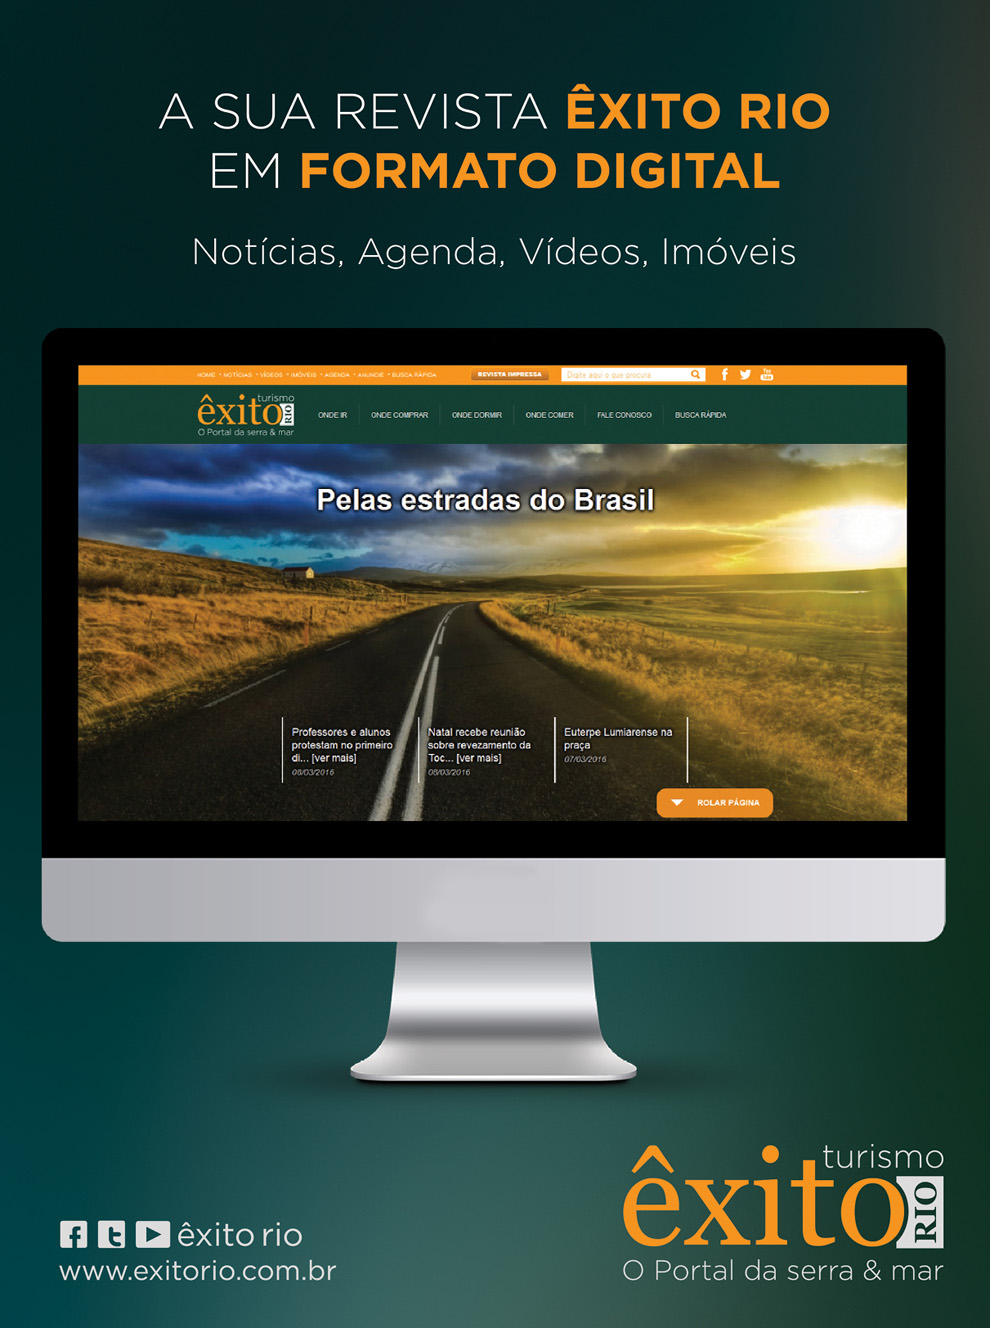 A SUA REVISTA ÊXITO RIO
EM FORMATO DIGITAL
Notícias, Agenda, Vídeos, Imóveis
HOME • NOTÍCIAS • VÍDEOS • IMÓVEIS • AGENDA • ANUNCIE • BUSCA RÁPIDA
REVISTA IMPRESSA
Digite aqui o que procura
You Tube
turismo
êxito RIO
O Portal da serra & mar
ONDE IR
ONDE COMPRAR
ONDE DORMIR
ONDE COMER
FALE CONOSCO
BUSCA RÁPIDA
Pelas estradas do Brasil
Professores e alunos
protestam no primeiro
di... [ver mais]
08/03/2016
Natal recebe reunião
sobre revezamento da
Toc... [ver mais]
08/03/2016
Euterpe Lumiarense na
praça
07/03/2016
ROLAR PÁGINA
êxito rio
www.exitorio.com.br
turismo
êxito RIO
O Portal da serra & mar